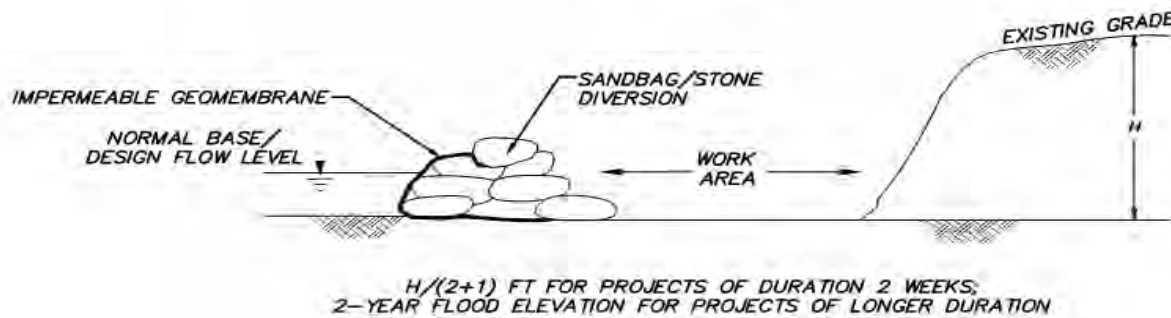 EXISTING GRADE
SANDBAG/STONE
DIVERSION
IMPERMEABLE GEOMEMBRANE
NORMAL BASE/
DESIGN FLOW LEVEL
WORK
AREA
H
H/(2+1) FT FOR PROJECTS OF DURATION 2 WEEKS;
2-YEAR FLOOD ELEVATION FOR PROJECTS OF LONGER DURATION